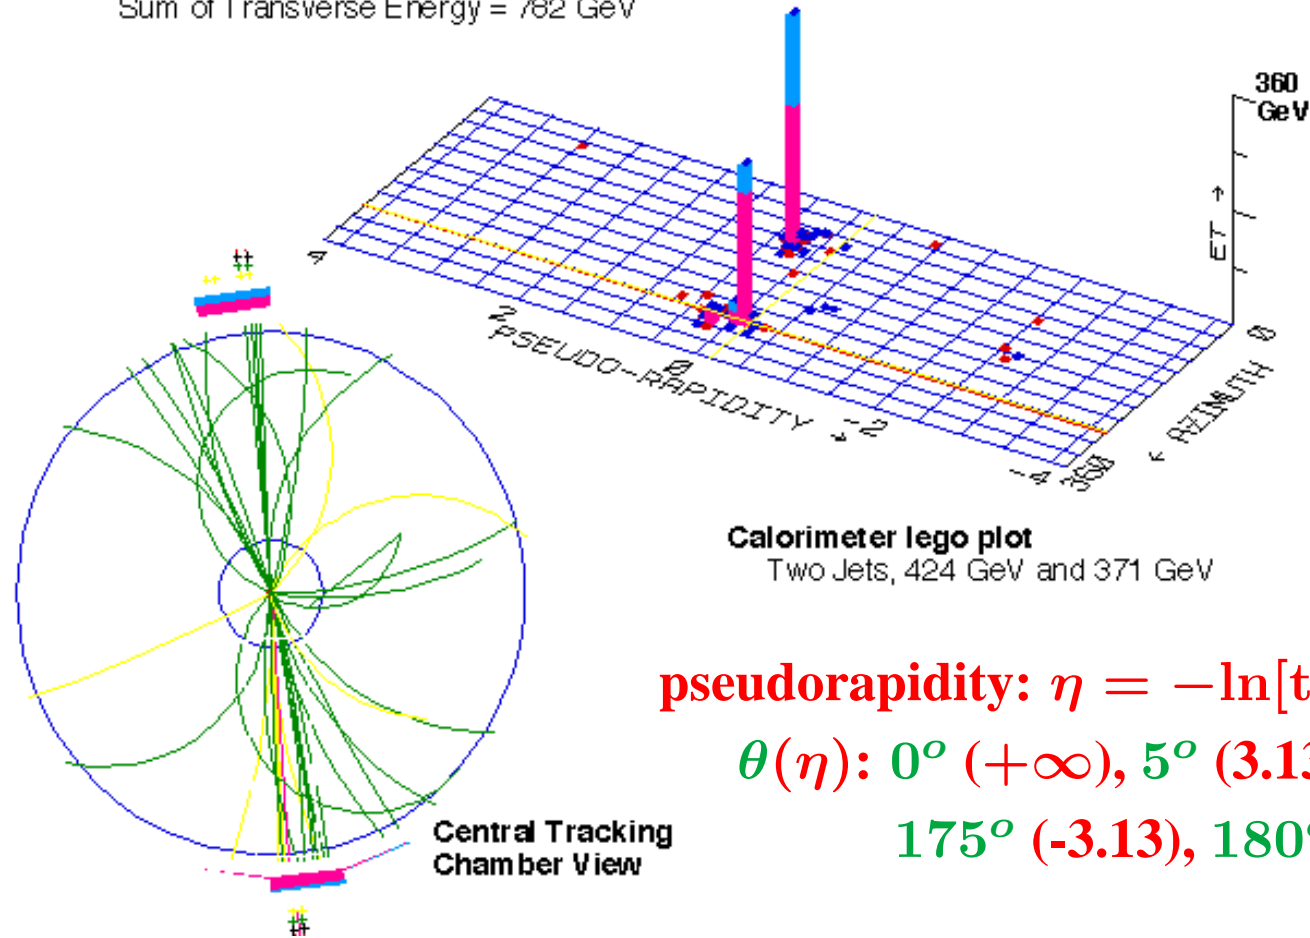 Sum of Transverse Energy = 782 GeV
360
GeV
ET →
4
2
PSEUDO-RAPIDITY
0
-2
-4
360
← AZIMUTH
0
Calorimeter lego plot
Two Jets, 424 GeV and 371 GeV
pseudorapidity: η = −ln[t
θ(η): 0° (+∞), 5° (3.13
175° (-3.13), 180°
Central Tracking
Chamber View